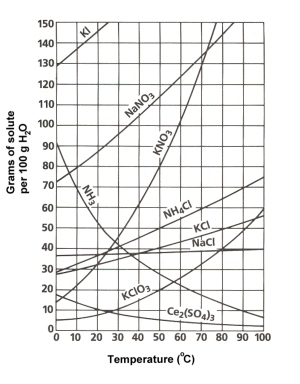 Grams of solute
per 100 g H₂O
150
140
130
120
110
100
90
80
70
60
50
40
30
20
10
0
KI
NaNO₃
KNO₃
NH₃
NH₄Cl
KCl
NaCl
KClO₃
Ce₂(SO₄)₃
0 10 20 30 40 50 60 70 80 90 100
Temperature (°C)